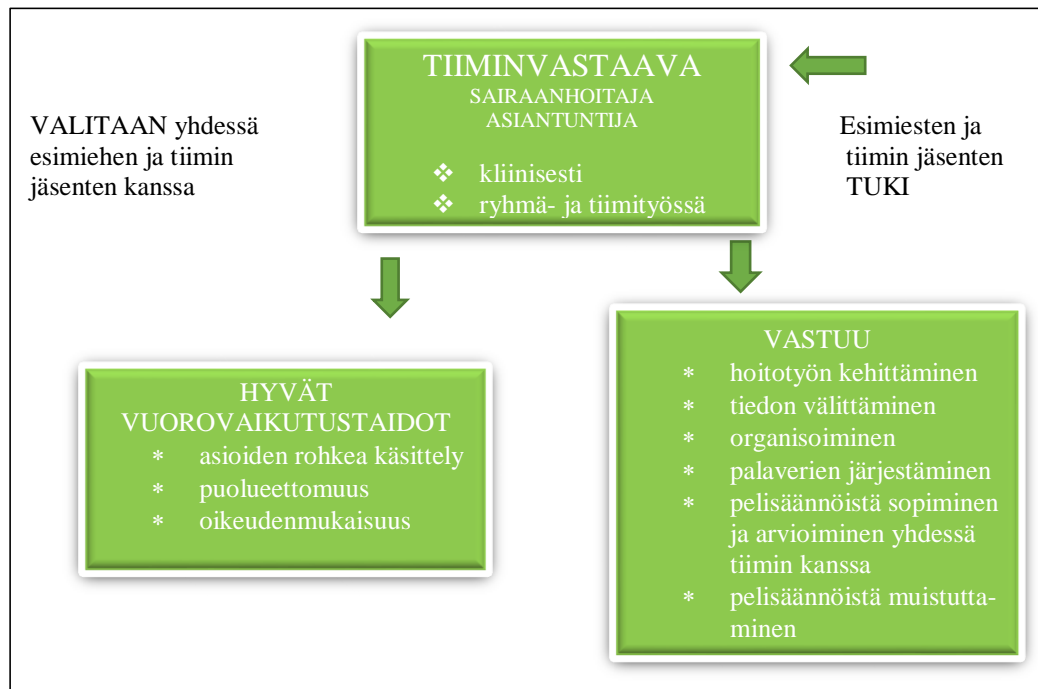 TIIMINVASTAAVA
SAIRAANHOITAJA
ASIANTUNTIJA
❖ kliinisesti
❖ ryhmä- ja tiimityössä
VALITAAN yhdessä
esimiehen ja tiimin
jäsenten kanssa
Esimiesten ja
tiimin jäsenten
TUKI
HYVÄT
VUOROVAIKUTUSTAIDOT
* asioiden rohkea käsittely
* puolueettomuus
* oikeudenmukaisuus
VASTUU
* hoitotyön kehittäminen
* tiedon välittäminen
* organisoiminen
* palaverien järjestäminen
* pelisäännöistä sopiminen
ja arvioiminen yhdessä
tiimin kanssa
* pelisäännöistä muistutta-
minen